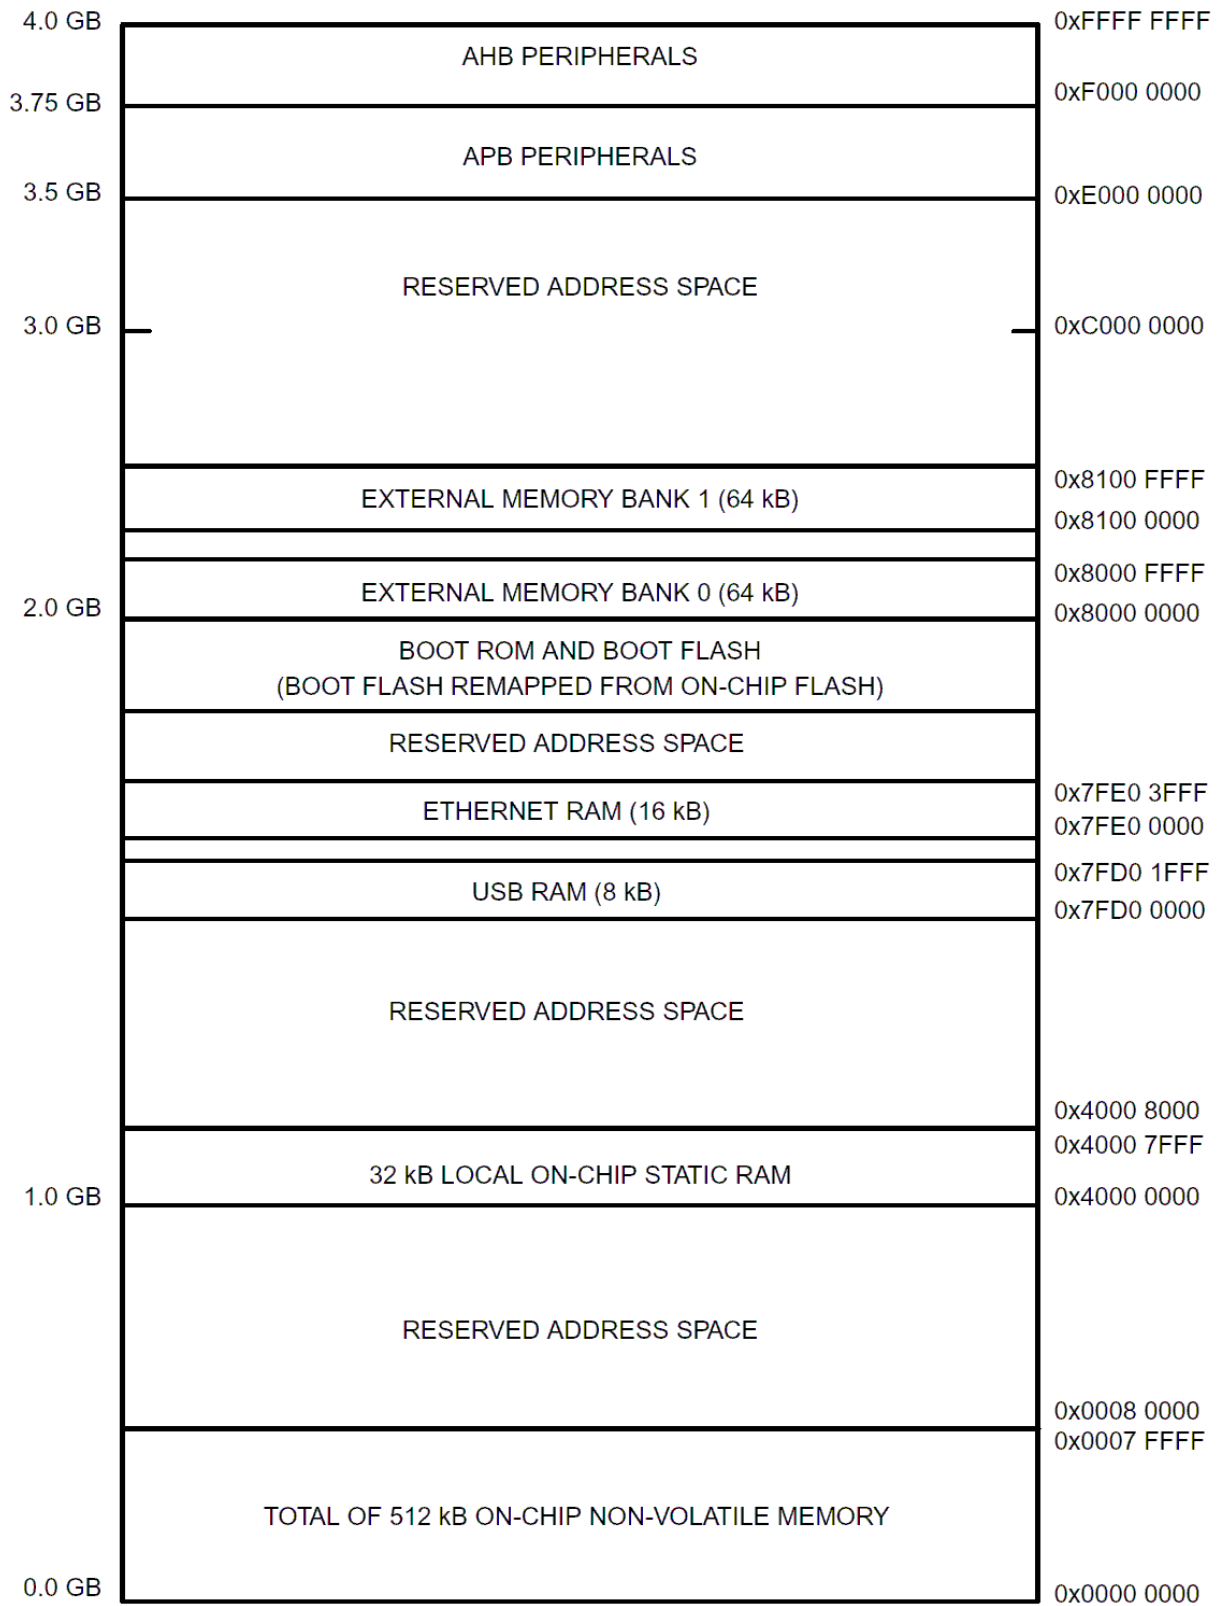 4.0 GB
0xFFFF FFFF
AHB PERIPHERALS
3.75 GB
0xF000 0000
APB PERIPHERALS
3.5 GB
0xE000 0000
RESERVED ADDRESS SPACE
3.0 GB
0xC000 0000
0x8100 FFFF
EXTERNAL MEMORY BANK 1 (64 kB)
0x8100 0000
0x8000 FFFF
EXTERNAL MEMORY BANK 0 (64 kB)
2.0 GB
0x8000 0000
BOOT ROM AND BOOT FLASH
(BOOT FLASH REMAPPED FROM ON-CHIP FLASH)
RESERVED ADDRESS SPACE
0x7FE0 3FFF
ETHERNET RAM (16 kB)
0x7FE0 0000
0x7FD0 1FFF
USB RAM (8 kB)
0x7FD0 0000
RESERVED ADDRESS SPACE
0x4000 8000
0x4000 7FFF
32 kB LOCAL ON-CHIP STATIC RAM
1.0 GB
0x4000 0000
RESERVED ADDRESS SPACE
0x0008 0000
0x0007 FFFF
TOTAL OF 512 kB ON-CHIP NON-VOLATILE MEMORY
0.0 GB
0x0000 0000